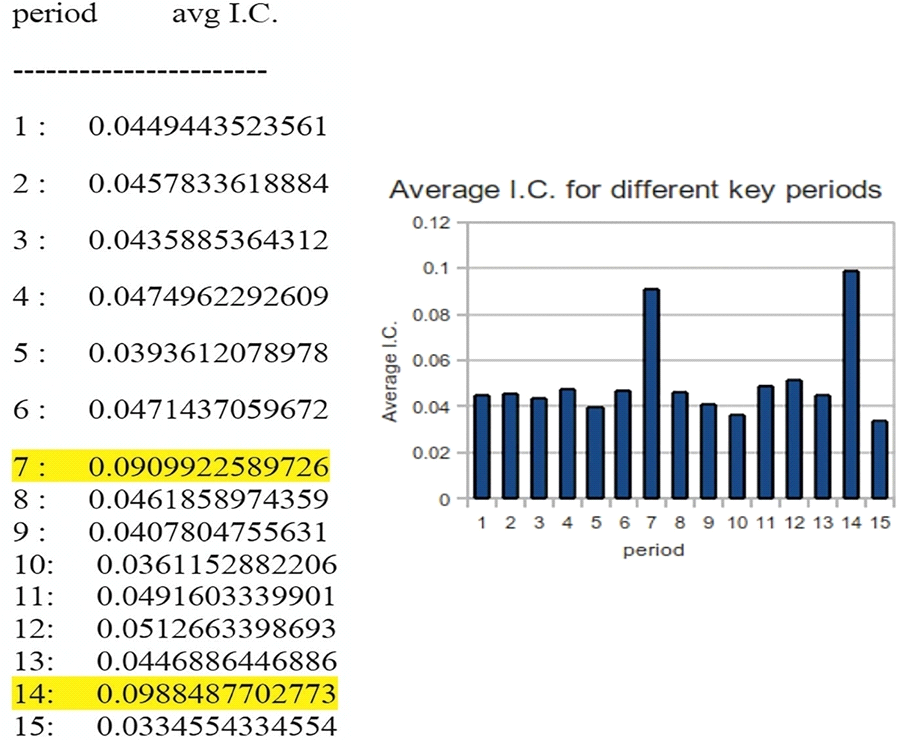 period avg I.C.
-----------------------
1 : 0.0449443523561
2 : 0.0457833618884
3 : 0.0435885364312
4 : 0.0474962292609
5 : 0.0393612078978
6 : 0.0471437059672
7 : 0.0909922589726
8 : 0.0461858974359
9 : 0.0407804755631
10: 0.0361152882206
11: 0.0491603339901
12: 0.0512663398693
13: 0.0446886446886
14: 0.0988487702773
15: 0.0334554334554
Average I.C. for different key periods
0.12
0.1
0.08
0.06
0.04
0.02
0
Average I.C.
1 2 3 4 5 6 7 8 9 10 11 12 13 14 15
period